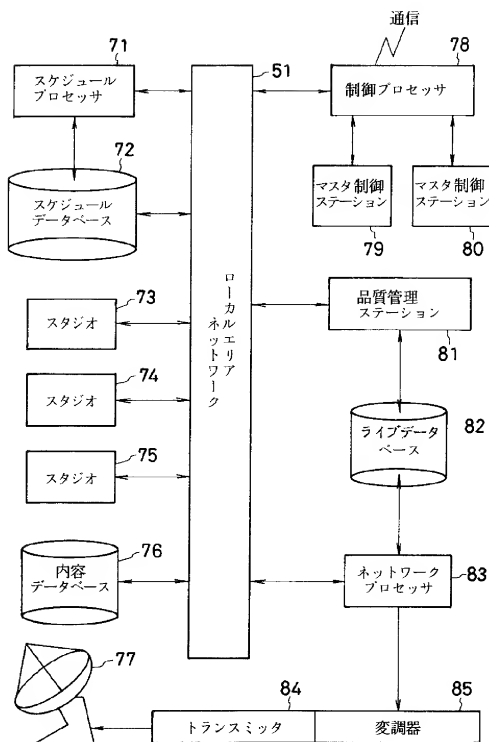 通信
71
スケジュール
プロセッサ
51
78
制御プロセッサ
72
スケジュール
データベース
マスタ制御
ステーション
79
マスタ制御
ステーション
80
73
スタジオ
ローカルエリア
ネットワーク
品質管理
ステーション
81
74
スタジオ
82
ライブデータ
ベース
75
スタジオ
76
内容
データベース
ネットワーク
プロセッサ
83
77
84
トランスミッタ
85
変調器